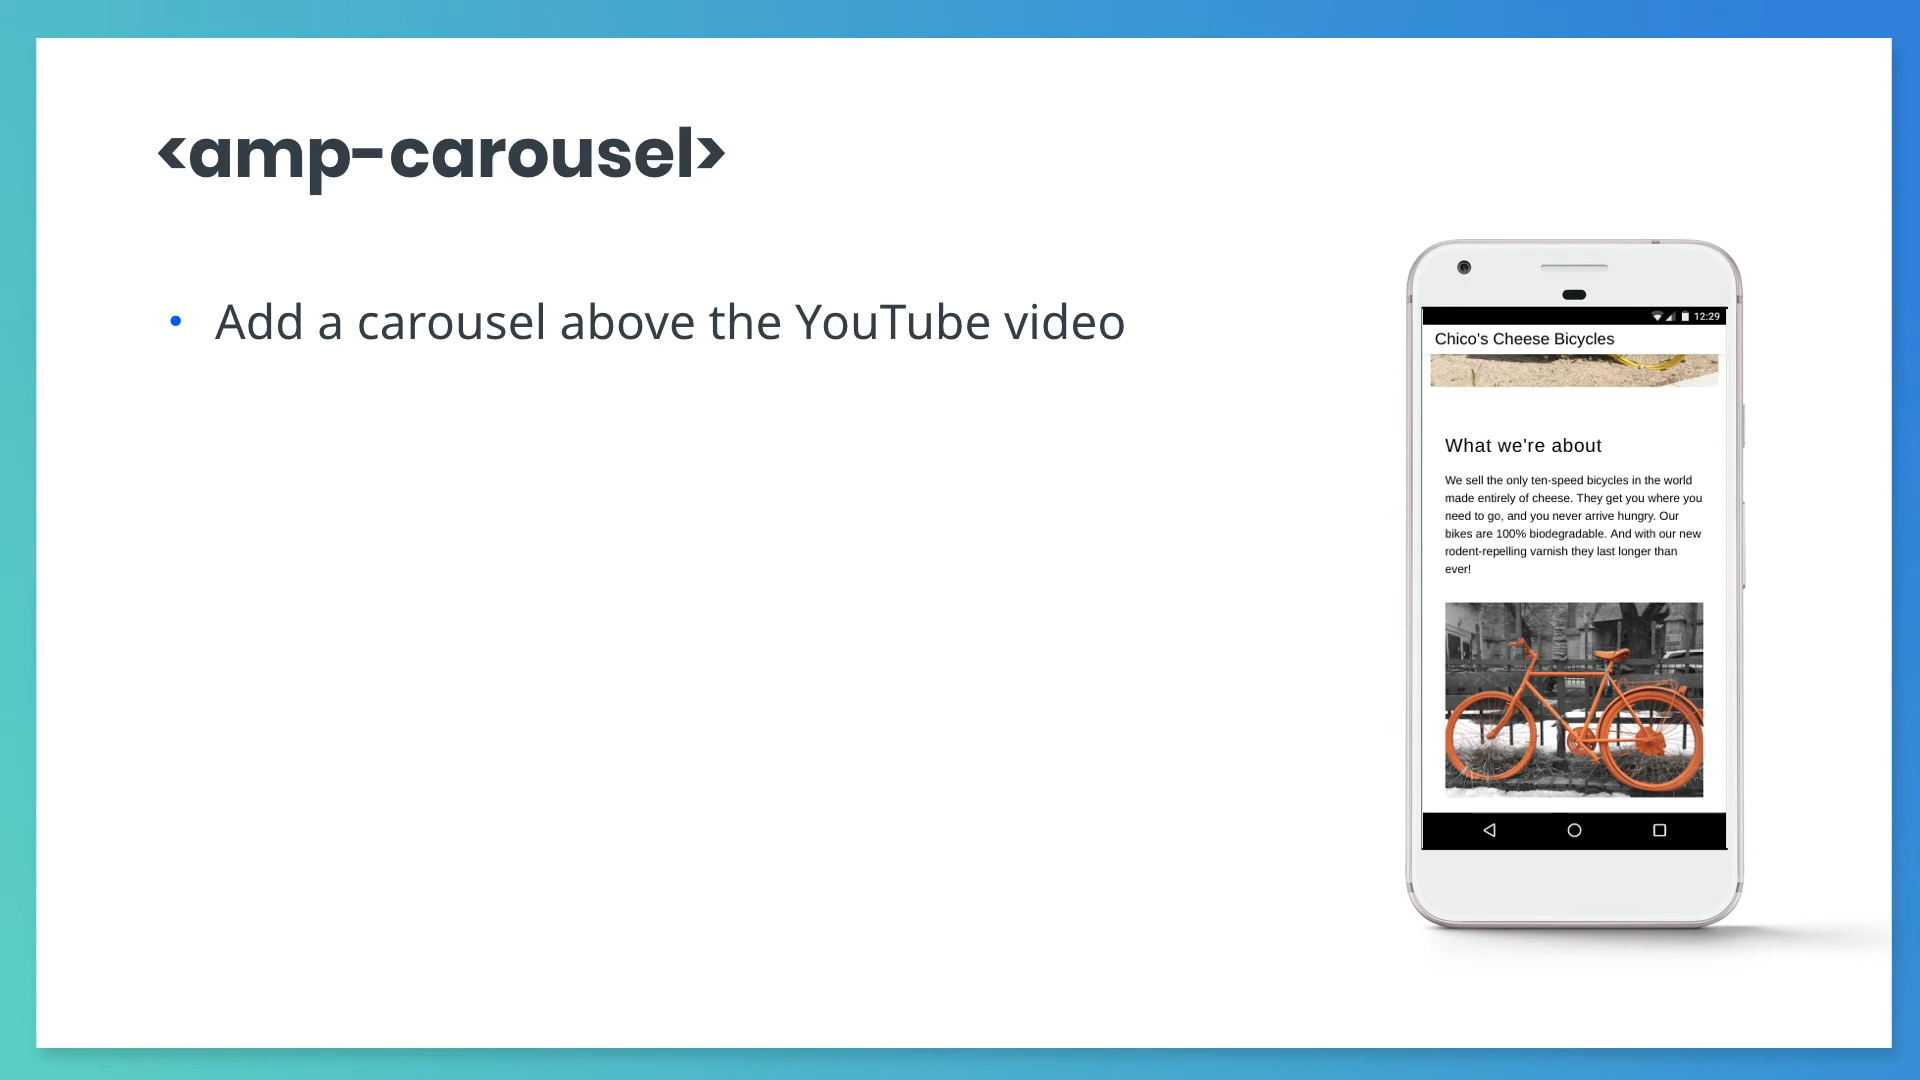 <amp-carousel>
• Add a carousel above the YouTube video
12:29
Chico's Cheese Bicycles
What we're about
We sell the only ten-speed bicycles in the world
made entirely of cheese. They get you where you
need to go, and you never arrive hungry. Our
bikes are 100% biodegradable. And with our new
rodent-repelling varnish they last longer than
ever!